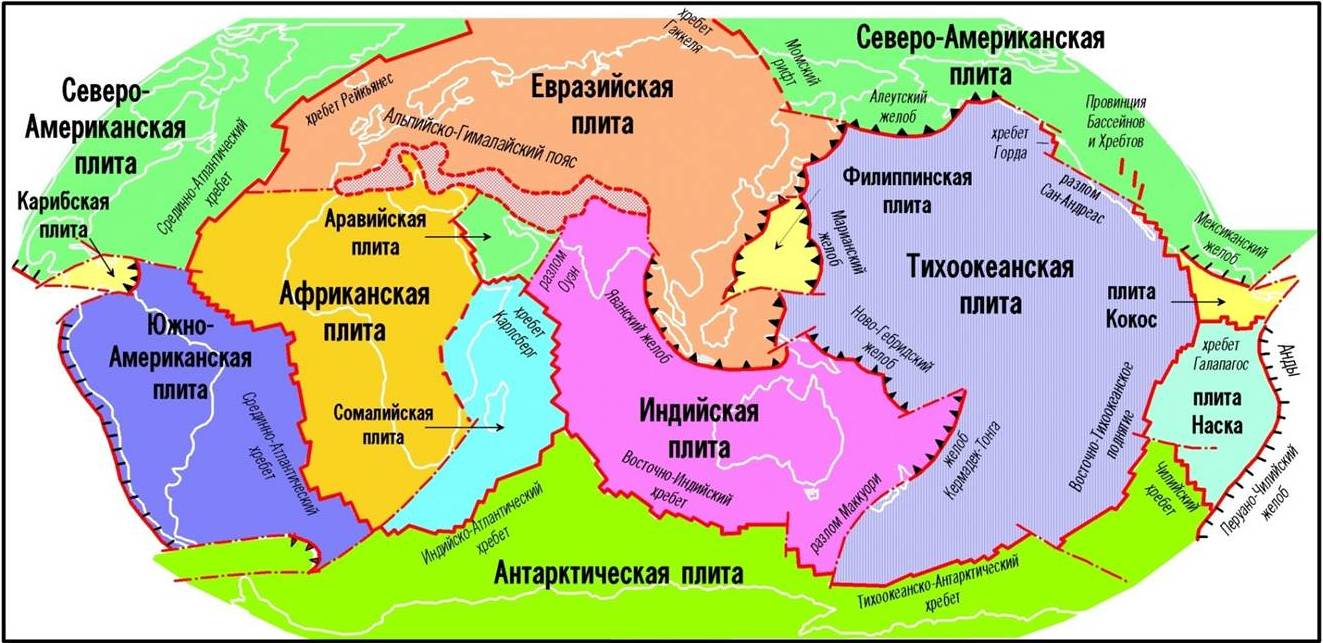 Северо-
Американская
плита
Карибская
плита
Срединно-Атлантический
хребет
хребет Рейкьянес
хребет
Гаккеля
Евразийская
плита
Альпийско-Гималайский пояс
Момский
рифт
Северо-Американская
плита
Алеутский
желоб
хребет
Горда
Провинция
Бассейнов
и Хребтов
разлом
Сан-Андреас
Мексиканский
желоб
Филиппинская
плита
Марианский
желоб
Тихоокеанская
плита
плита
Кокос
Аравийская
плита
Африканская
плита
разлом
Оуэн
хребет
Карлсберг
Яванский желоб
Южно-
Американская
плита
Срединно-Атлантический
хребет
Сомалийская
плита
Индийская
плита
Восточно-Индийский
хребет
Ново-Гебридский
желоб
желоб
Кермадек-Тонга
Восточно-Тихоокеанское
поднятие
хребет
Галапагос
плита
Наска
Анды
Чилийский
хребет
Перуано-Чилийский
желоб
разлом Маккуори
Индийско-Атлантический
хребет
Антарктическая плита
Тихоокеанско-Антарктический
хребет